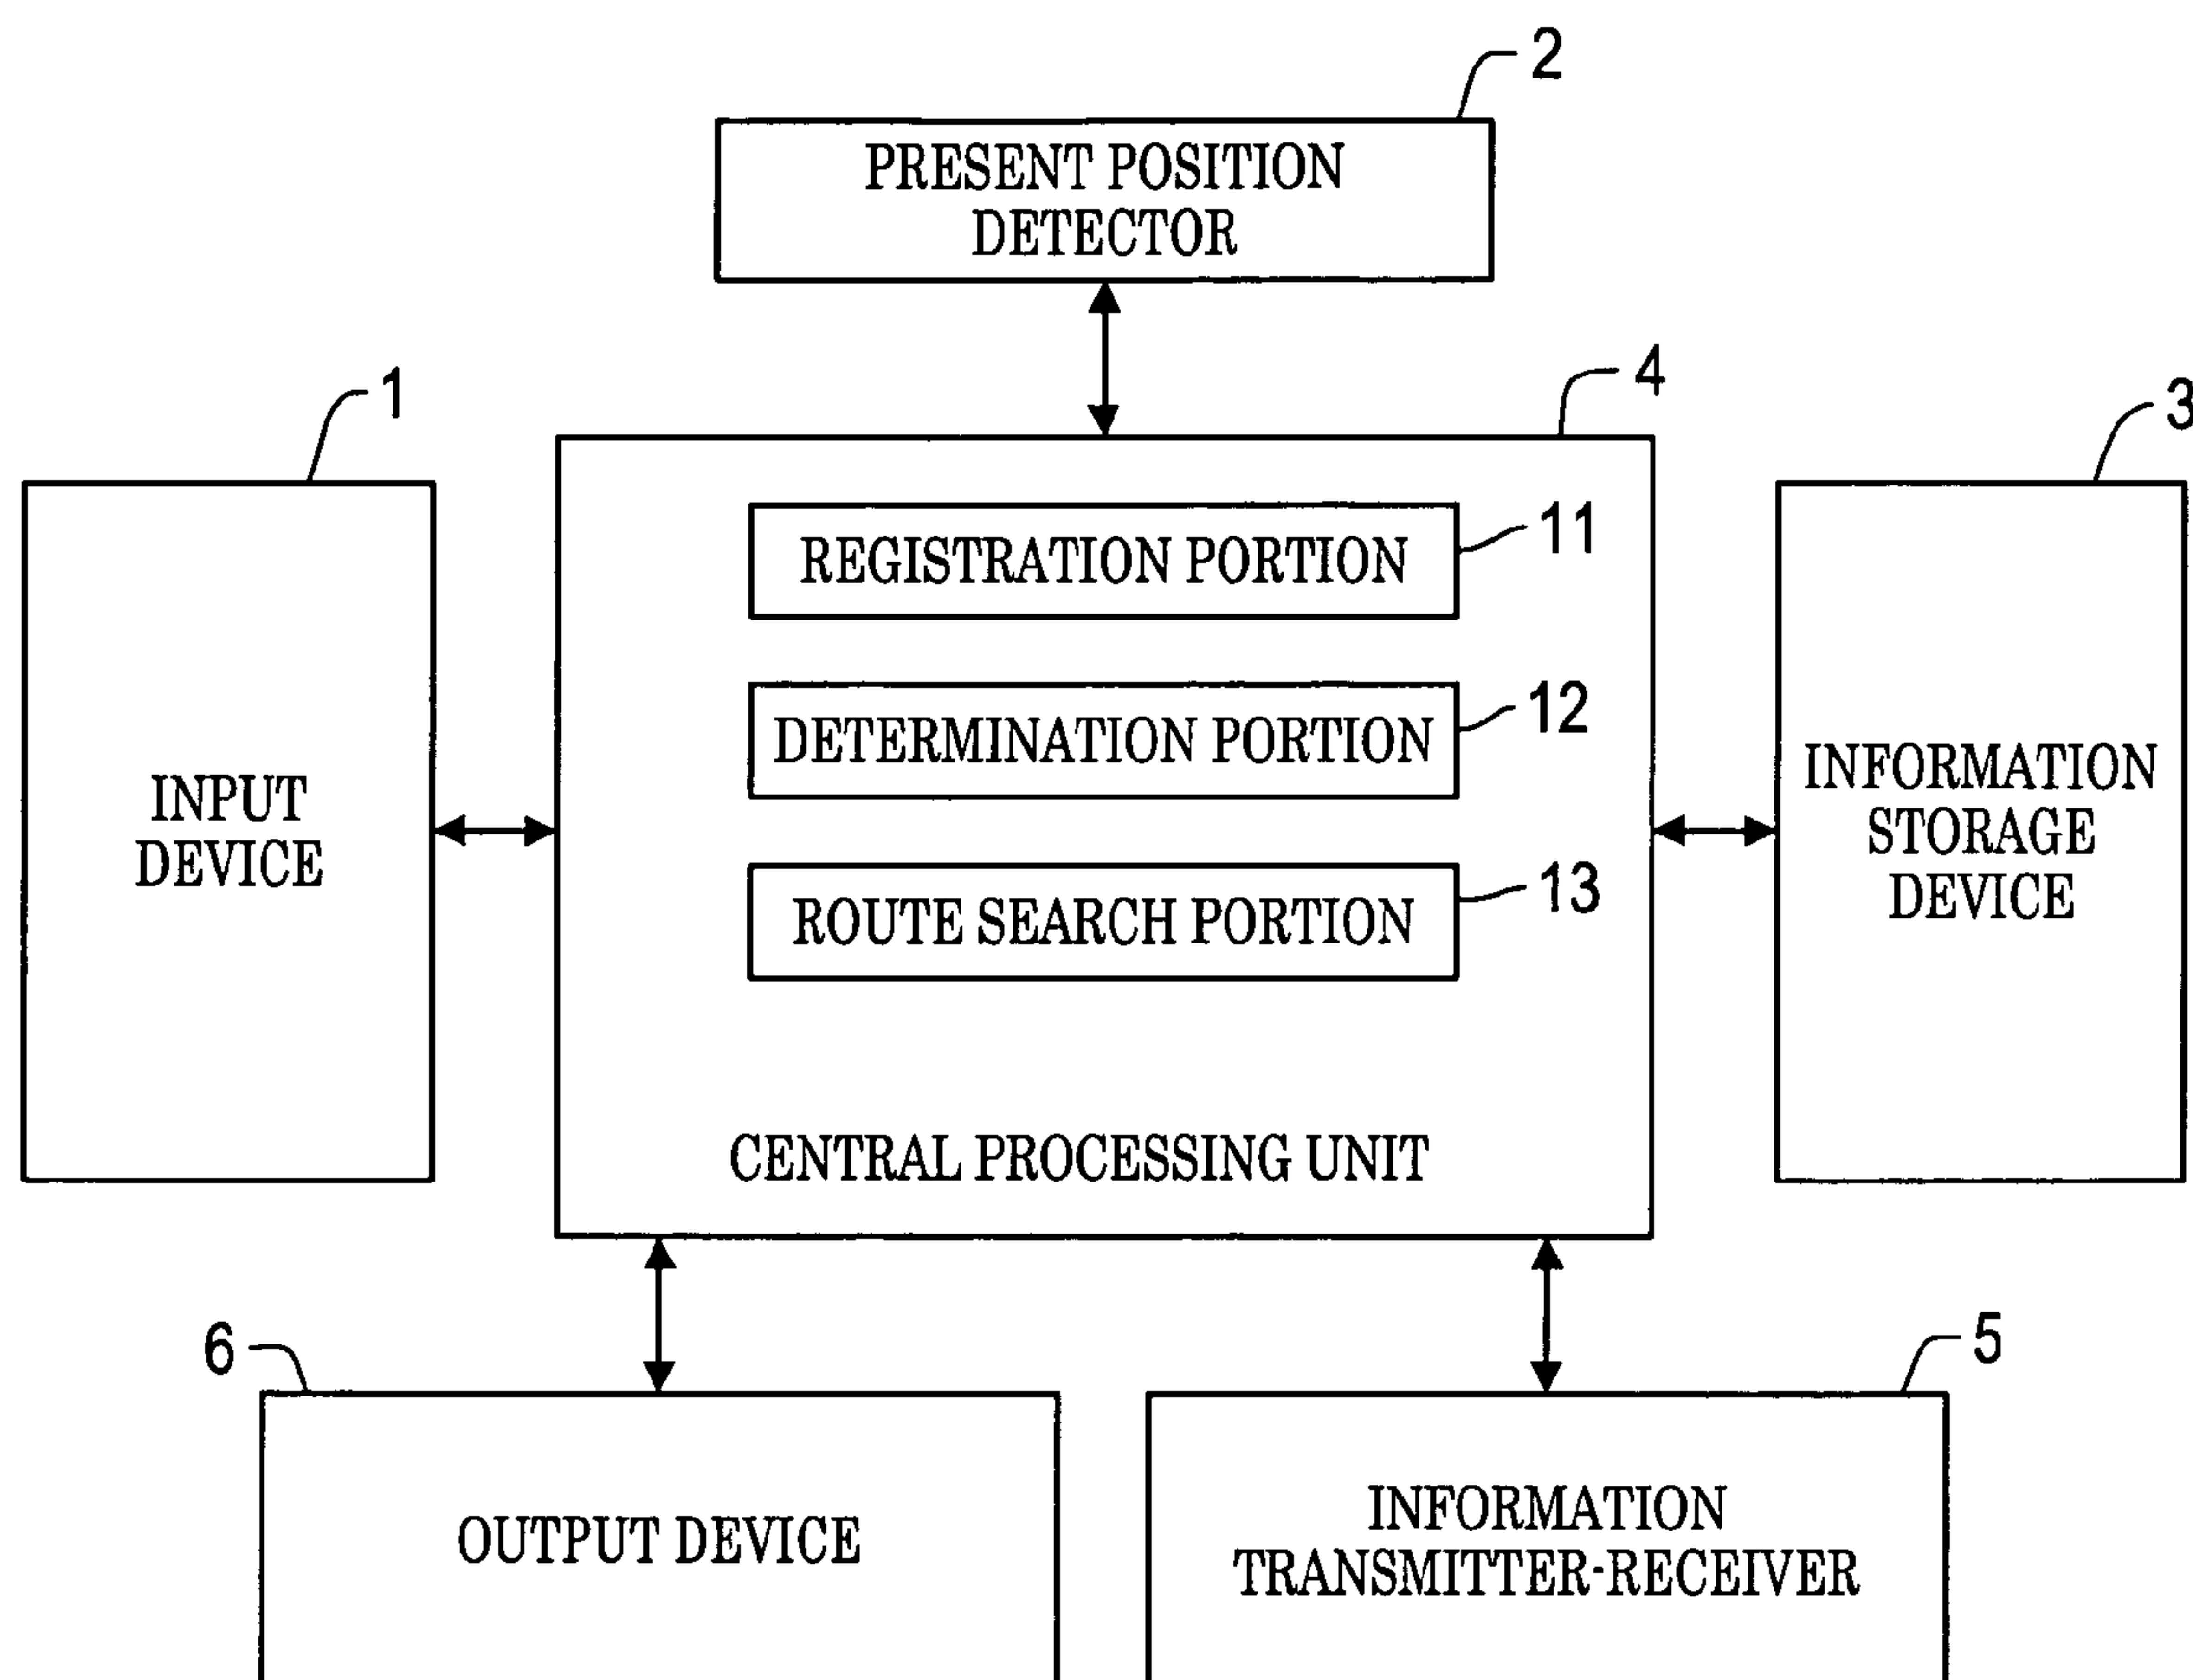 2
PRESENT POSITION
DETECTOR
1
4
3
11
REGISTRATION PORTION
12
DETERMINATION PORTION
13
ROUTE SEARCH PORTION
INPUT
DEVICE
INFORMATION
STORAGE
DEVICE
CENTRAL PROCESSING UNIT
6
5
OUTPUT DEVICE
INFORMATION
TRANSMITTER-RECEIVER